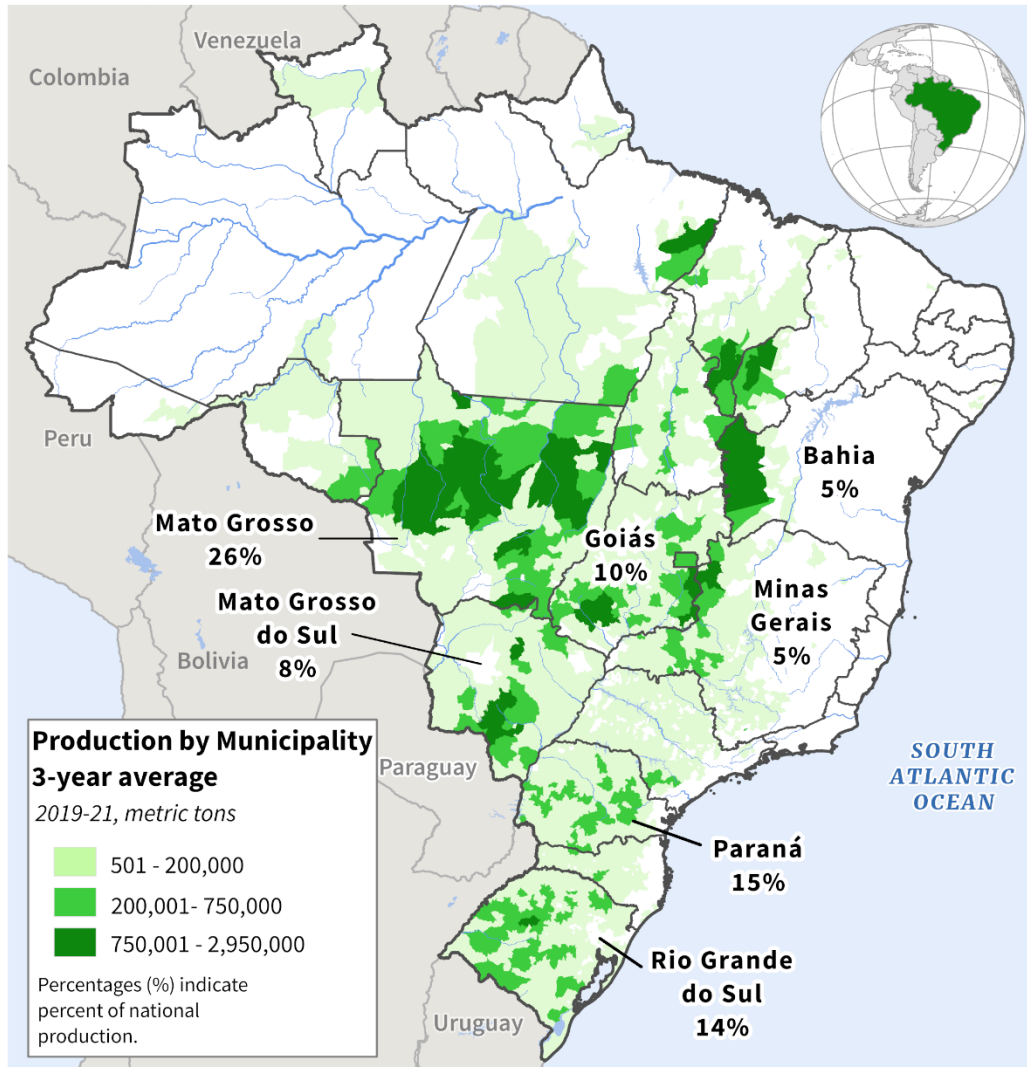 Venezuela
Colombia
Peru
Bahia
5%
Mato Grosso
26%
Goiás
10%
Minas
Gerais
5%
Mato Grosso
do Sul
8%
Bolivia
Production by Municipality
3-year average
2019-21, metric tons
501 - 200,000
200,001- 750,000
750,001 - 2,950,000
Percentages (%) indicate
percent of national
production.
Paraguay
SOUTH
ATLANTIC
OCEAN
Paraná
15%
Rio Grande
do Sul
14%
Uruguay